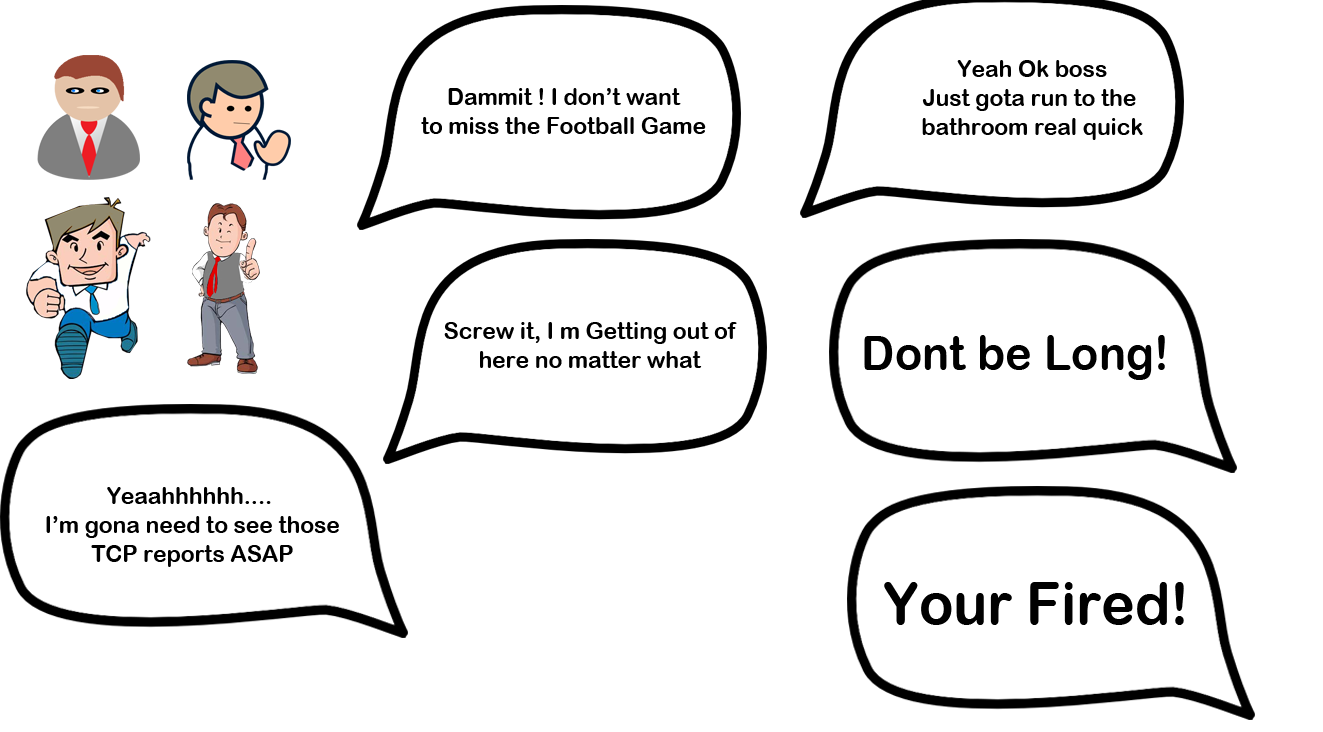 Dammit ! I don’t want
to miss the Football Game
Yeah Ok boss
Just gota run to the
bathroom real quick
Screw it, I m Getting out of
here no matter what
Dont be Long!
Yeaahhhhhh....
I’m gona need to see those
TCP reports ASAP
Your Fired!